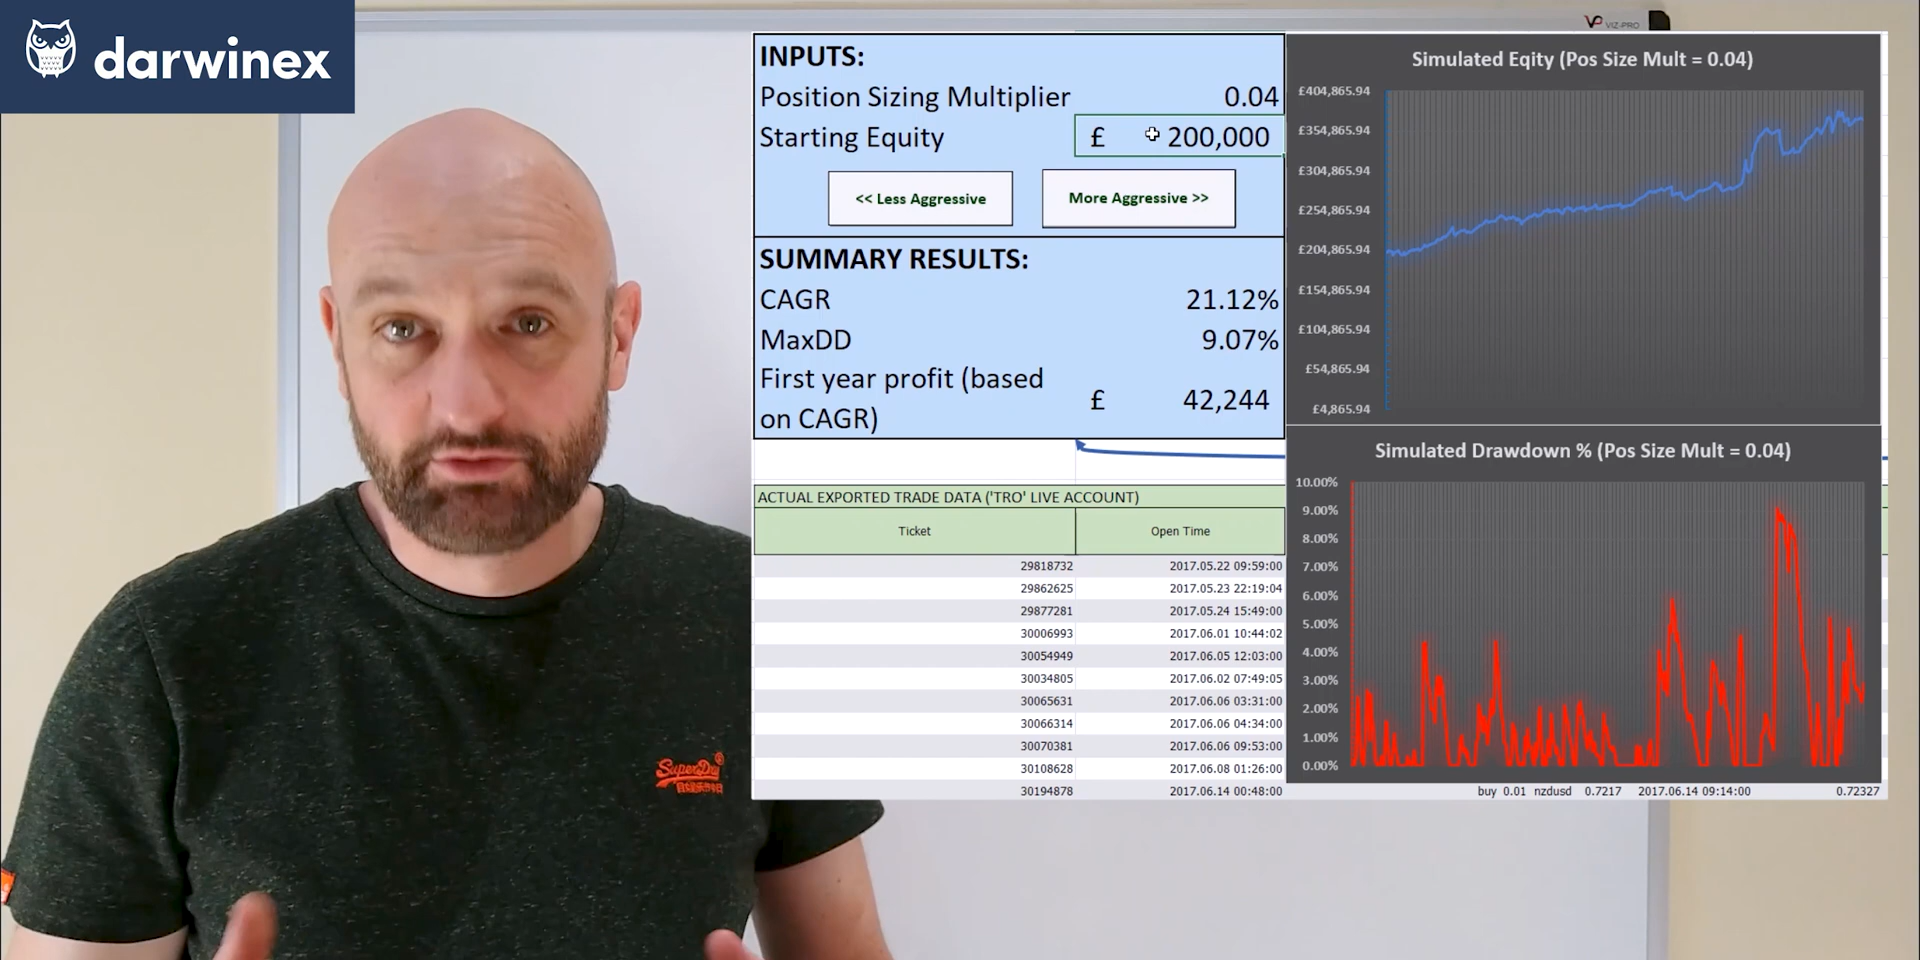 darwinex
VIZ-PRO
INPUTS:
Position Sizing Multiplier 0.04
Starting Equity £ 200,000
<< Less Aggressive
More Aggressive >>
SUMMARY RESULTS:
CAGR 21.12%
MaxDD 9.07%
First year profit (based
on CAGR) £ 42,244
ACTUAL EXPORTED TRADE DATA ('TRO' LIVE ACCOUNT)
Ticket Open Time
29818732 2017.05.22 09:59:00
29862625 2017.05.23 22:19:04
29877281 2017.05.24 15:49:00
30006993 2017.06.01 10:44:02
30054949 2017.06.05 12:03:00
30034805 2017.06.02 07:49:05
30065631 2017.06.06 03:31:00
30066314 2017.06.06 04:34:00
30070381 2017.06.06 09:53:00
30108628 2017.06.08 01:26:00
30194878 2017.06.14 00:48:00
buy 0.01 nzdusd 0.7217 2017.06.14 09:14:00 0.72327
Simulated Eqity (Pos Size Mult = 0.04)
£404,865.94
£354,865.94
£304,865.94
£254,865.94
£204,865.94
£154,865.94
£104,865.94
£54,865.94
£4,865.94
Simulated Drawdown % (Pos Size Mult = 0.04)
10.00%
9.00%
8.00%
7.00%
6.00%
5.00%
4.00%
3.00%
2.00%
1.00%
0.00%
SuperDry